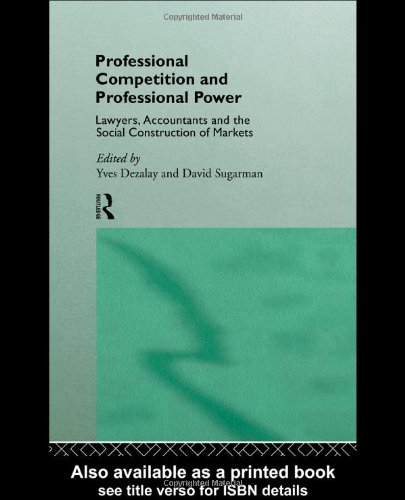 Copyrighted Material
Professional
Competition and
Professional Power
Lawyers, Accountants and the
Social Construction of Markets
Edited by
Yves Dezalay and David Sugarman
ROUTLEDGE
Copyrighted Material
Also available as a printed book
see title verso for ISBN details